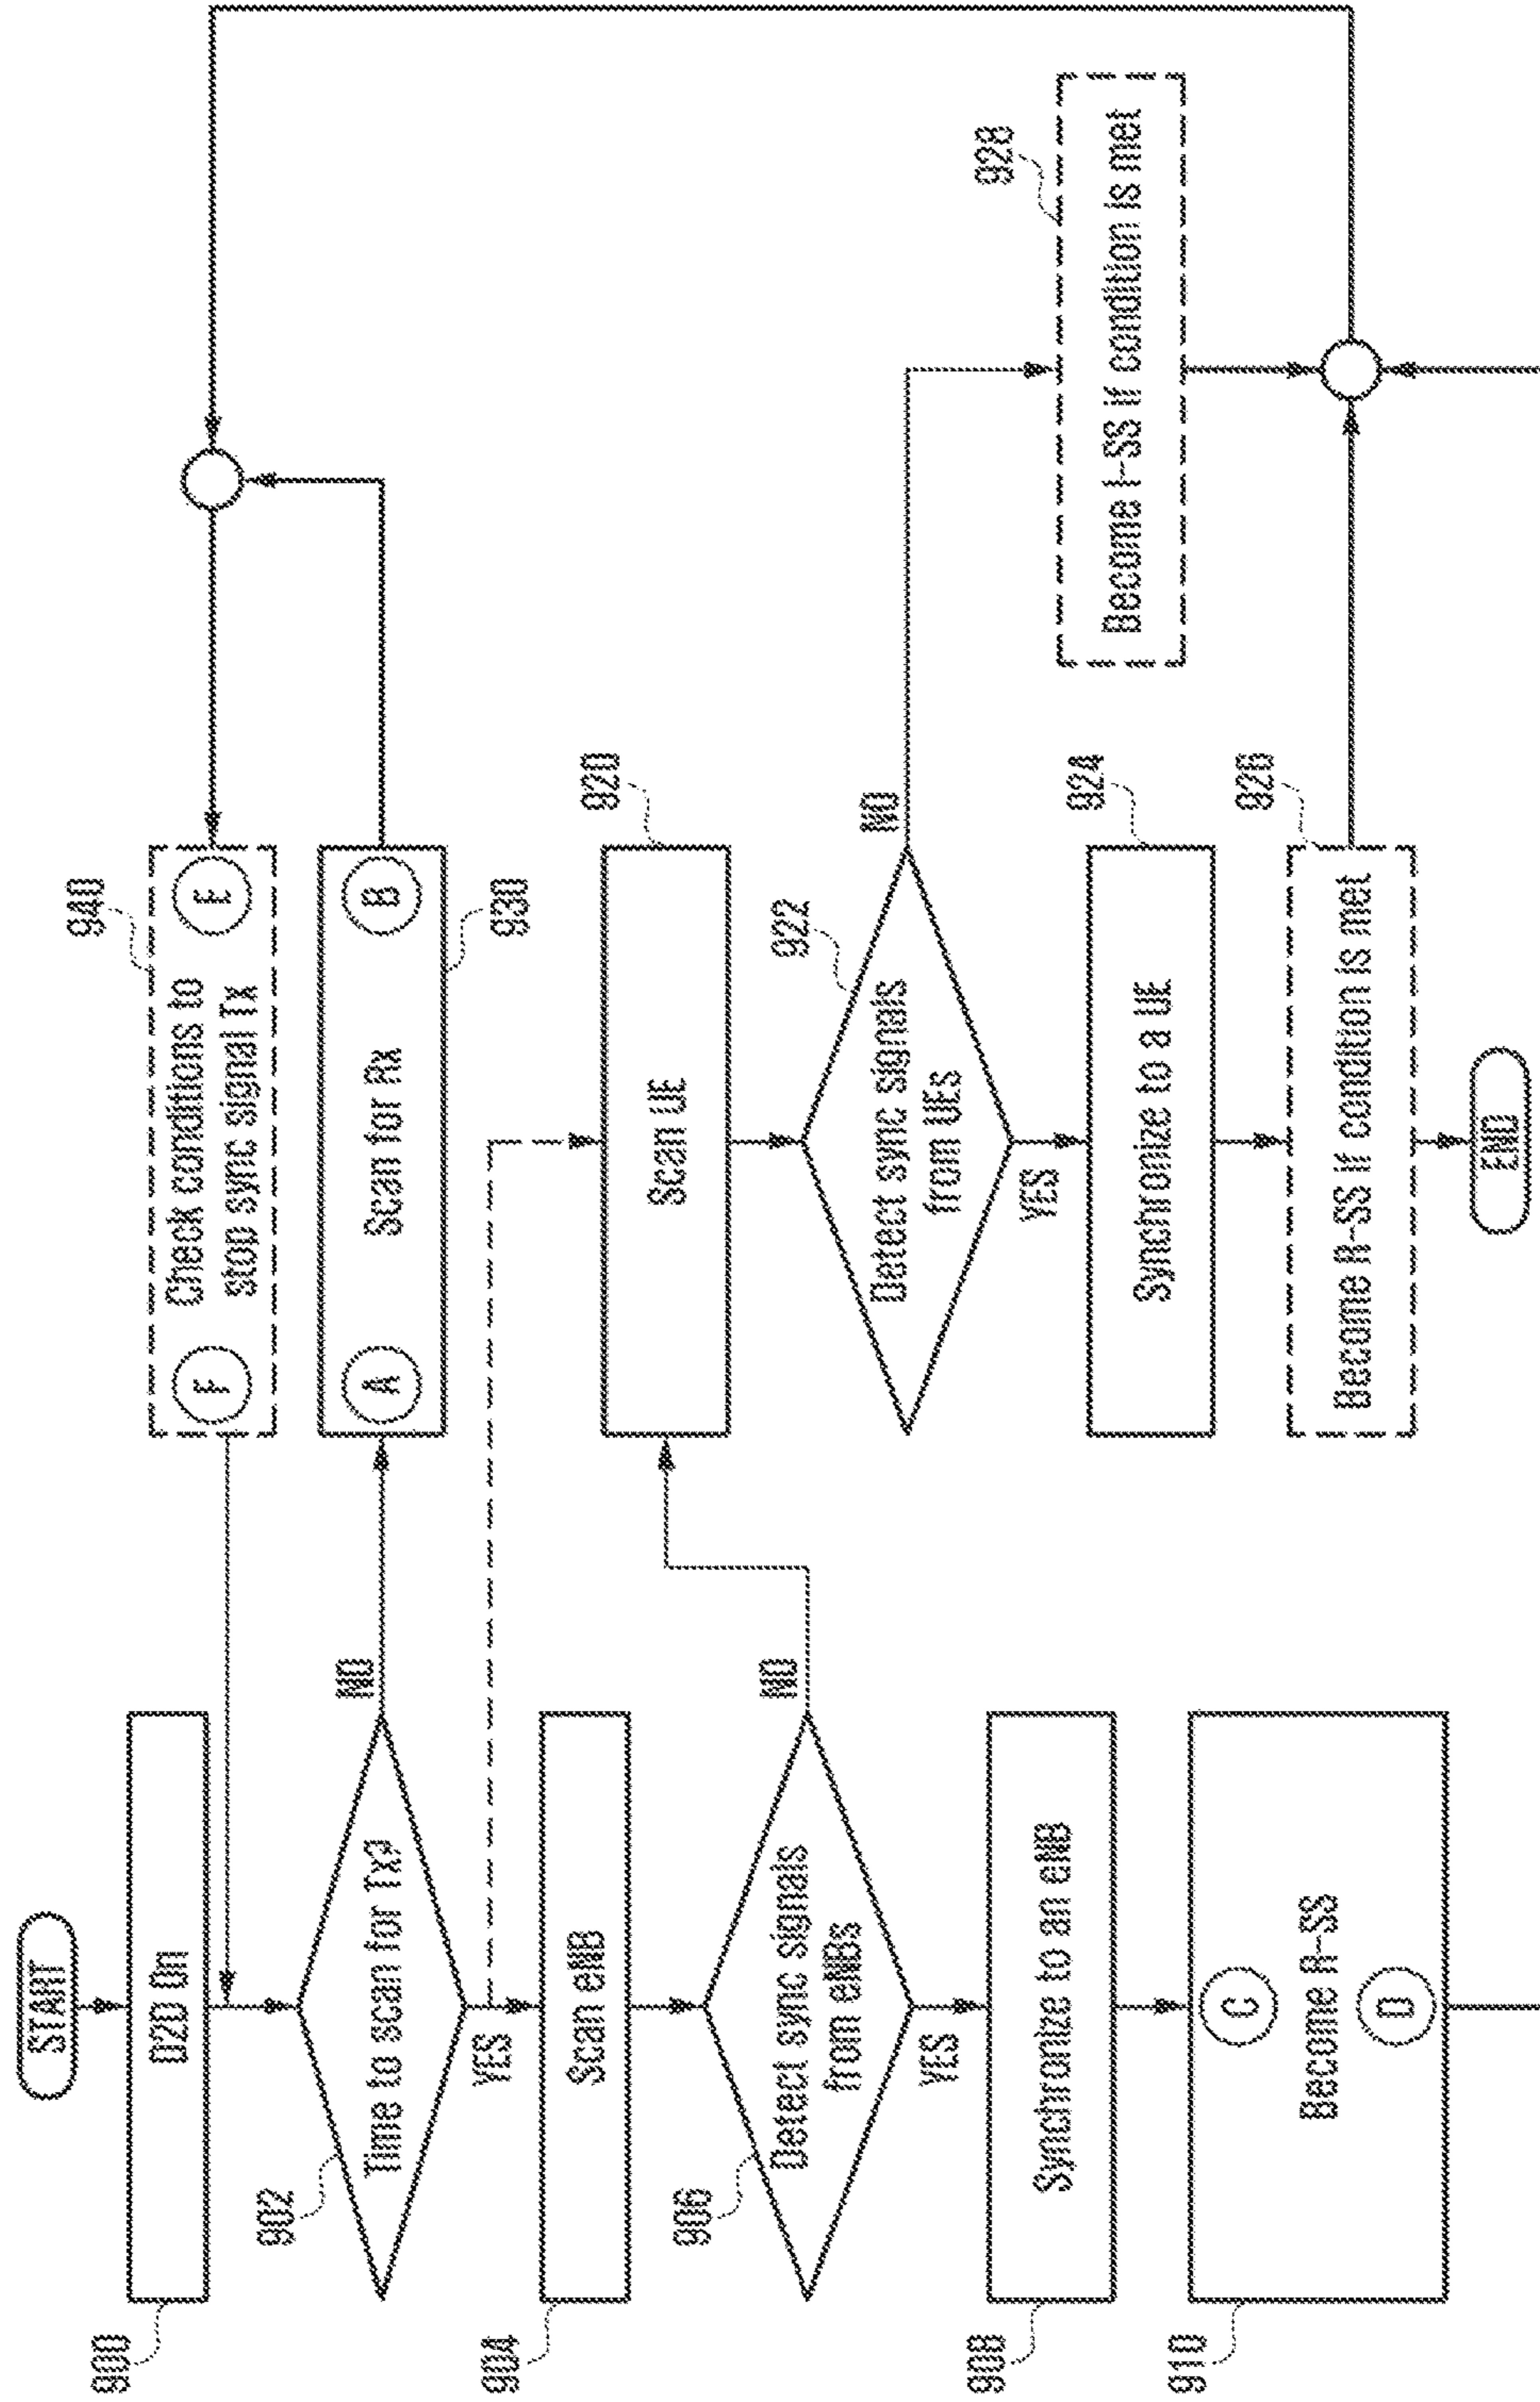 START
900
D2D On
902
Time to scan for Tx?
NO
YES
904
Scan eNB
906
Detect sync signals
from eNBs
NO
YES
908
Synchronize to an eNB
910
C
Become R-SS
D
940
F
Check conditions to
stop sync signal Tx
E
A
Scan for Rx
B
930
920
Scan UE
922
Detect sync signals
from UEs
NO
YES
924
Synchronize to a UE
926
Become R-SS if condition is met
END
928
Become I-SS if condition is met